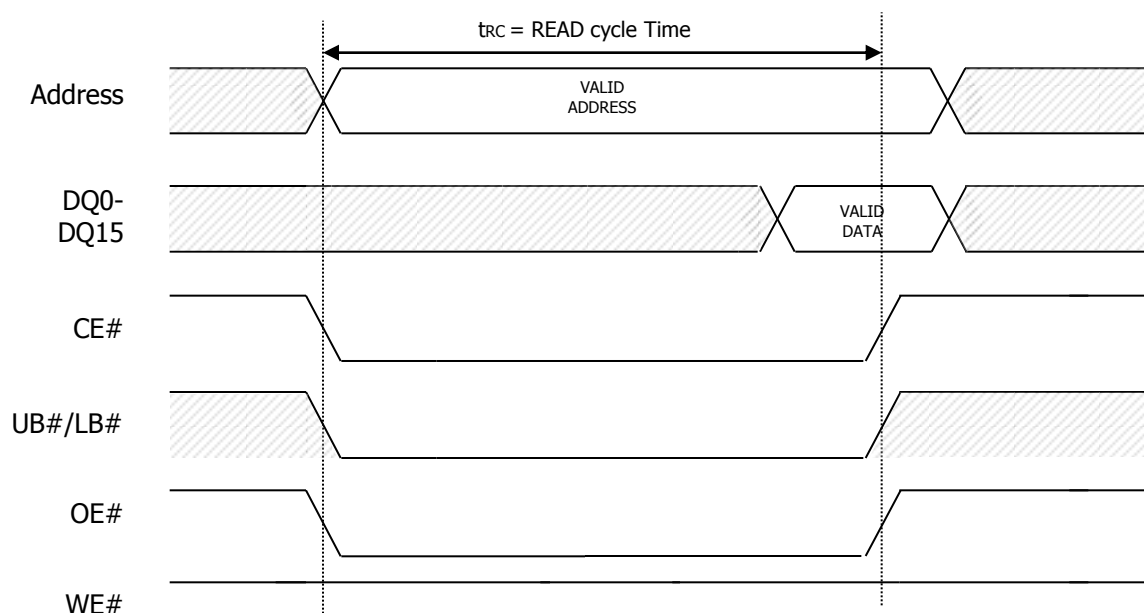 tRC = READ cycle Time
Address
VALID
ADDRESS
DQ0-
DQ15
VALID
DATA
CE#
UB#/LB#
OE#
WE#